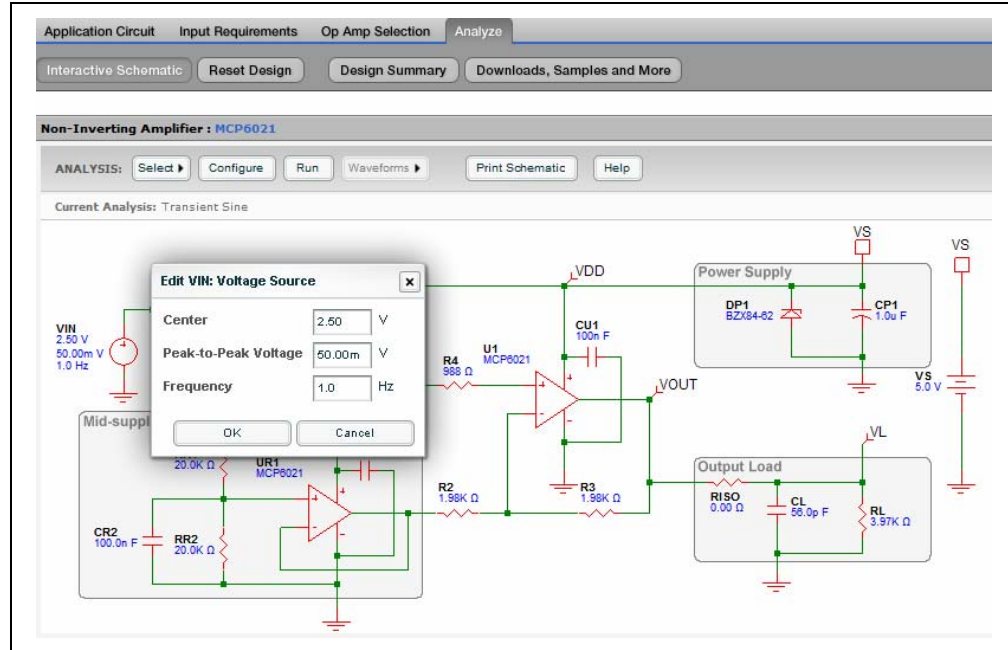 Application Circuit Input Requirements Op Amp Selection Analyze
Interactive Schematic Reset Design Design Summary Downloads, Samples and More
Non-Inverting Amplifier : MCP6021
ANALYSIS: Select Configure Run Waveforms Print Schematic Help
Current Analysis: Transient Sine
VIN
2.50 V
50.00m V
1.0 Hz
Edit VIN: Voltage Source x
Center 2.50 V
Peak-to-Peak Voltage 50.00m V
Frequency 1.0 Hz
OK Cancel
VDD
R4
988 Ω
U1
MCP6021
CU1
100n F
VOUT
VS
Power Supply
DP1
BZX84-62
CP1
1.0u F
VS
VS
5.0 V
Mid-suppl
20.0K Ω
UR1
MCP6021
CR2
100.0n F
RR2
20.0K Ω
R2
1.98K Ω
R3
1.98K Ω
VL
Output Load
RISO
0.00 Ω
CL
56.0p F
RL
3.97K Ω